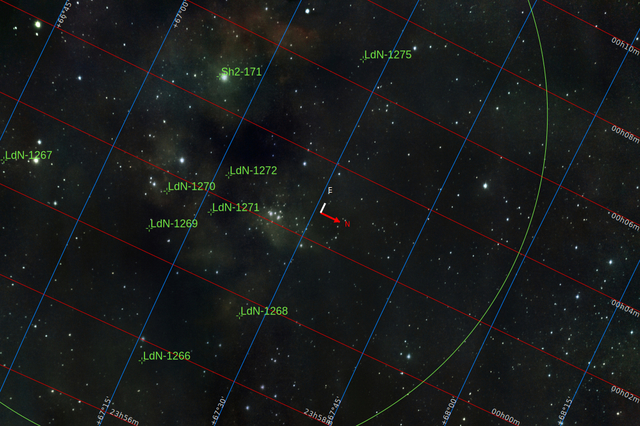 +66°45'
+67°00'
00h10m
LdN-1275
Sh2-171
00h08m
LdN-1267
LdN-1272
LdN-1270
E
LdN-1271
N
LdN-1269
00h06m
LdN-1268
00h04m
LdN-1266
00h02m
+67°15'
23h56m
+67°30'
23h58m
+67°45'
+68°00'
00h00m
+68°15'